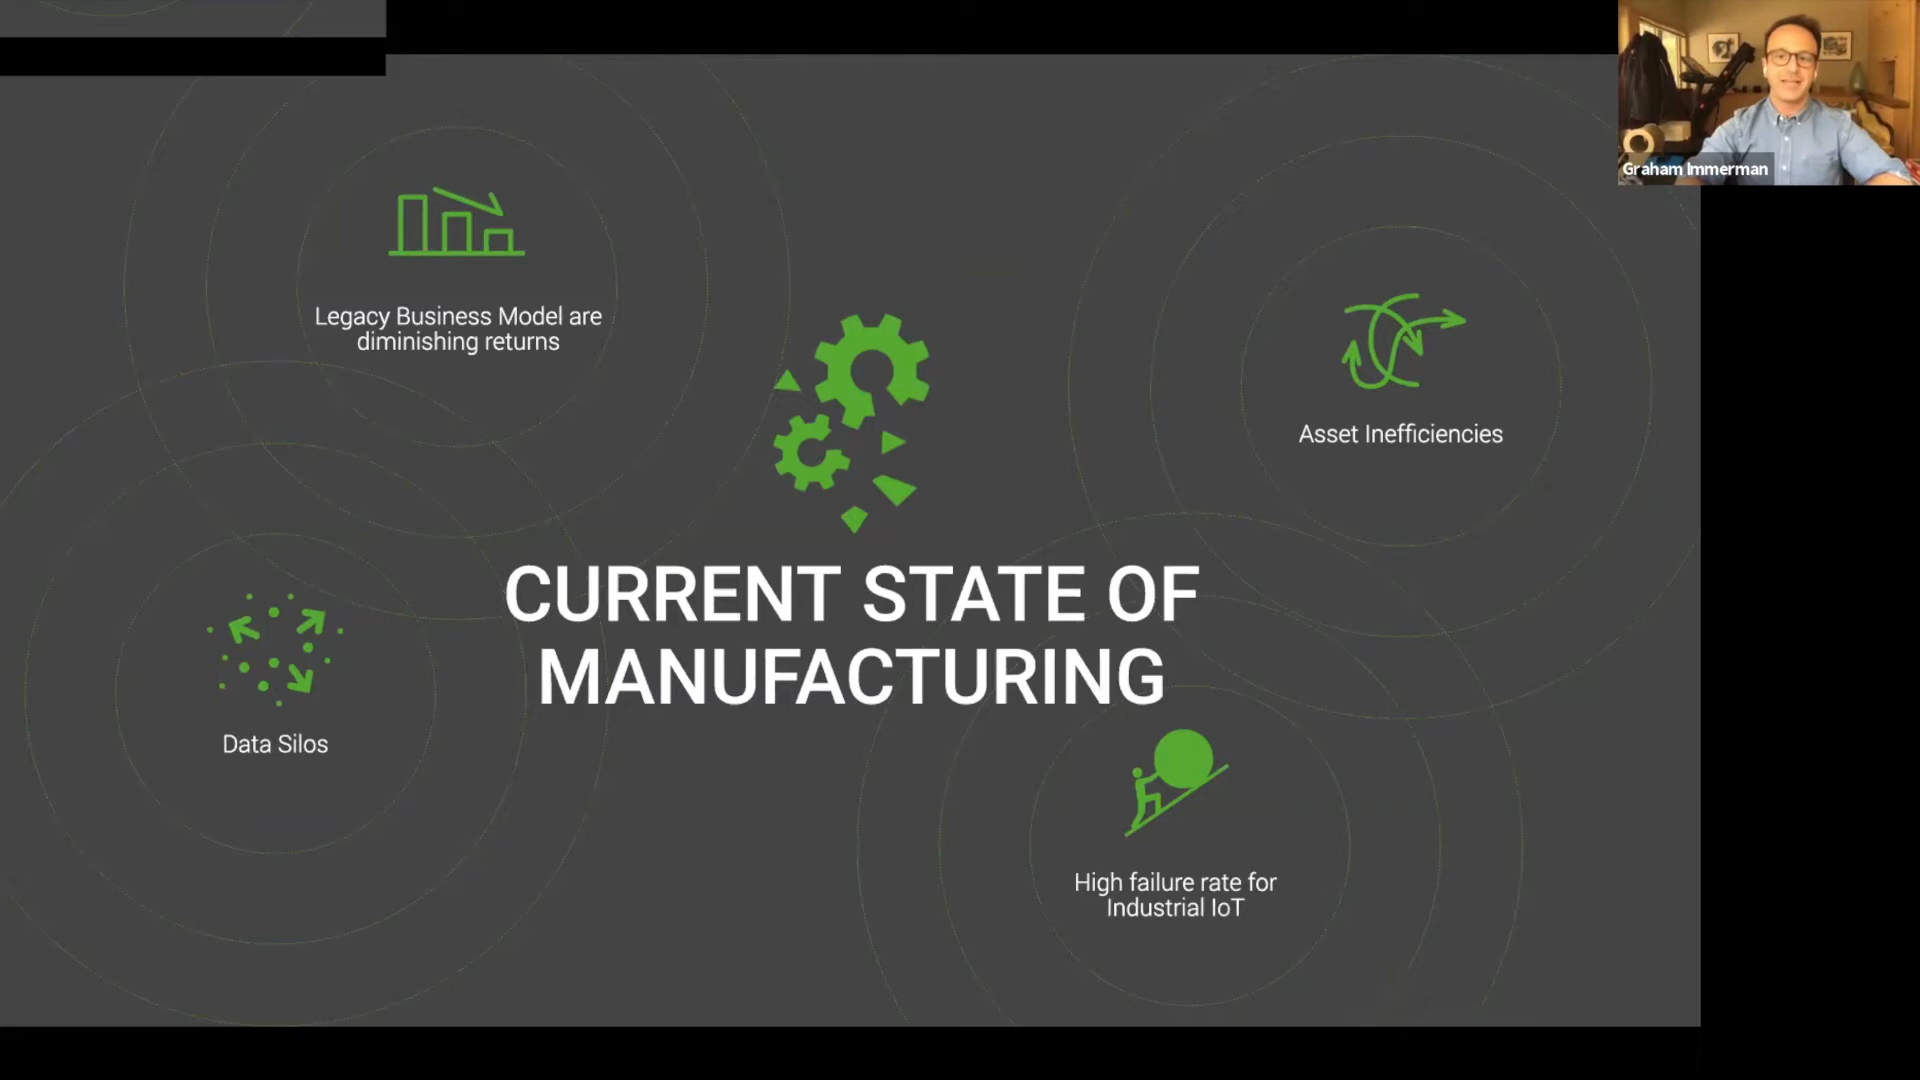 Graham Immerman
Legacy Business Model are
diminishing returns
Asset Inefficiencies
CURRENT STATE OF
MANUFACTURING
Data Silos
High failure rate for
Industrial IoT